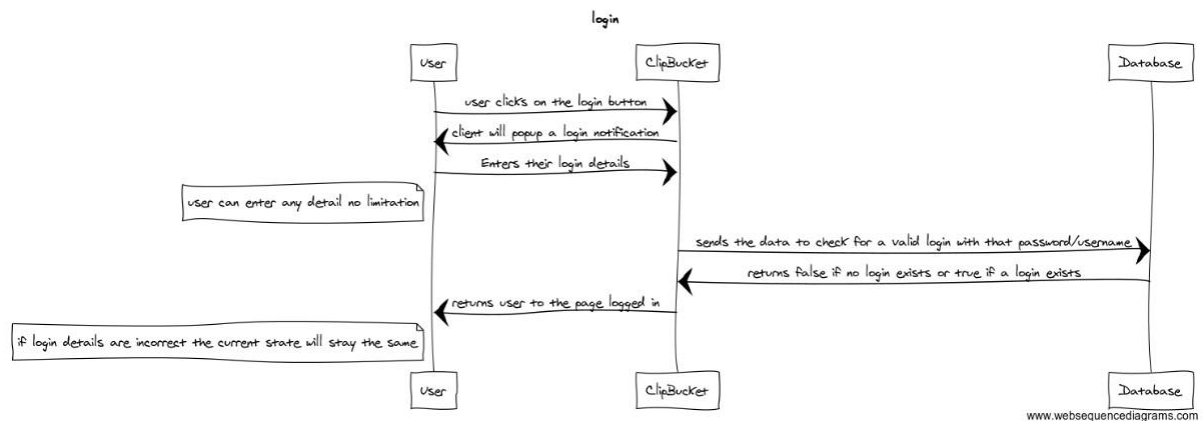 login
User
ClipBucket
Database
user clicks on the login button
client will popup a login notification
Enters their login details
user can enter any detail no limitation
sends the data to check for a valid login with that password/username
returns false if no login exists or true if a login exists
returns user to the page logged in
if login details are incorrect the current state will stay the same
User
ClipBucket
Database
www.websequencediagrams.com